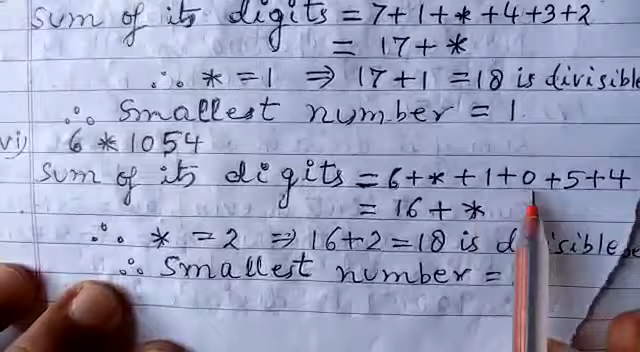 Sum of its digits = 7+1+*+4+3+2
= 17+*
∴ * = 1 ⇒ 17+1 = 18 is divisible
∴ Smallest number = 1.
vi) 6 * 1054
Sum of its digits = 6+*+1+0+5+4
= 16+*
∴ * = 2 ⇒ 16+2=18 is divisible
∴ Smallest number =